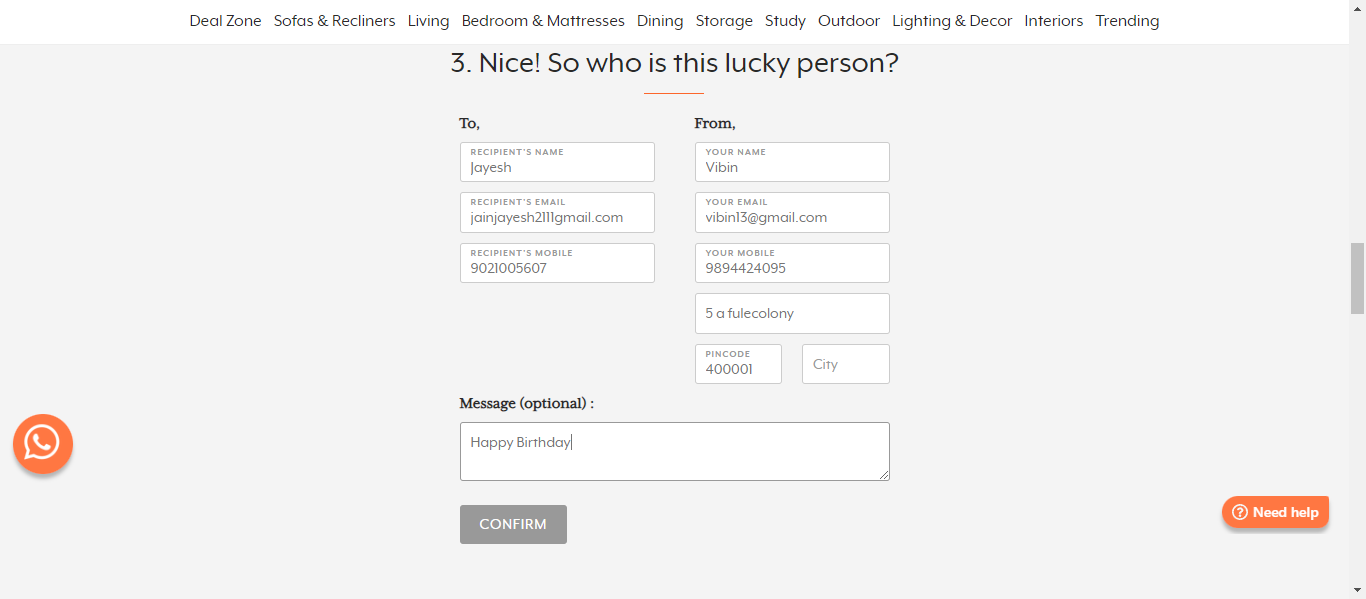 Deal Zone Sofas & Recliners Living Bedroom & Mattresses Dining Storage Study Outdoor Lighting & Decor Interiors Trending
3. Nice! So who is this lucky person?
To,
RECIPIENT'S NAME
Jayesh
RECIPIENT'S EMAIL
jainjayesh2111gmail.com
RECIPIENT'S MOBILE
9021005607
From,
YOUR NAME
Vibin
YOUR EMAIL
vibin13@gmail.com
YOUR MOBILE
9894424095
5 a fulecolony
PINCODE
400001
City
Message (optional) :
Happy Birthday
CONFIRM
Need help